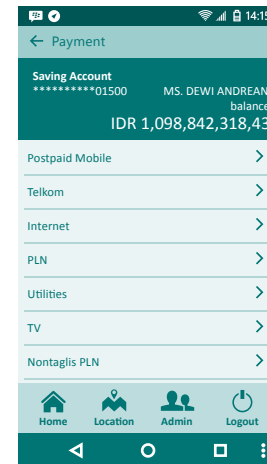 14:15
Payment
Saving Account
**********01500 MS. DEWI ANDREAN
balance
IDR 1,098,842,318,43
Postpaid Mobile
Telkom
Internet
PLN
Utilities
TV
Nontaglis PLN
Home Location Admin Logout